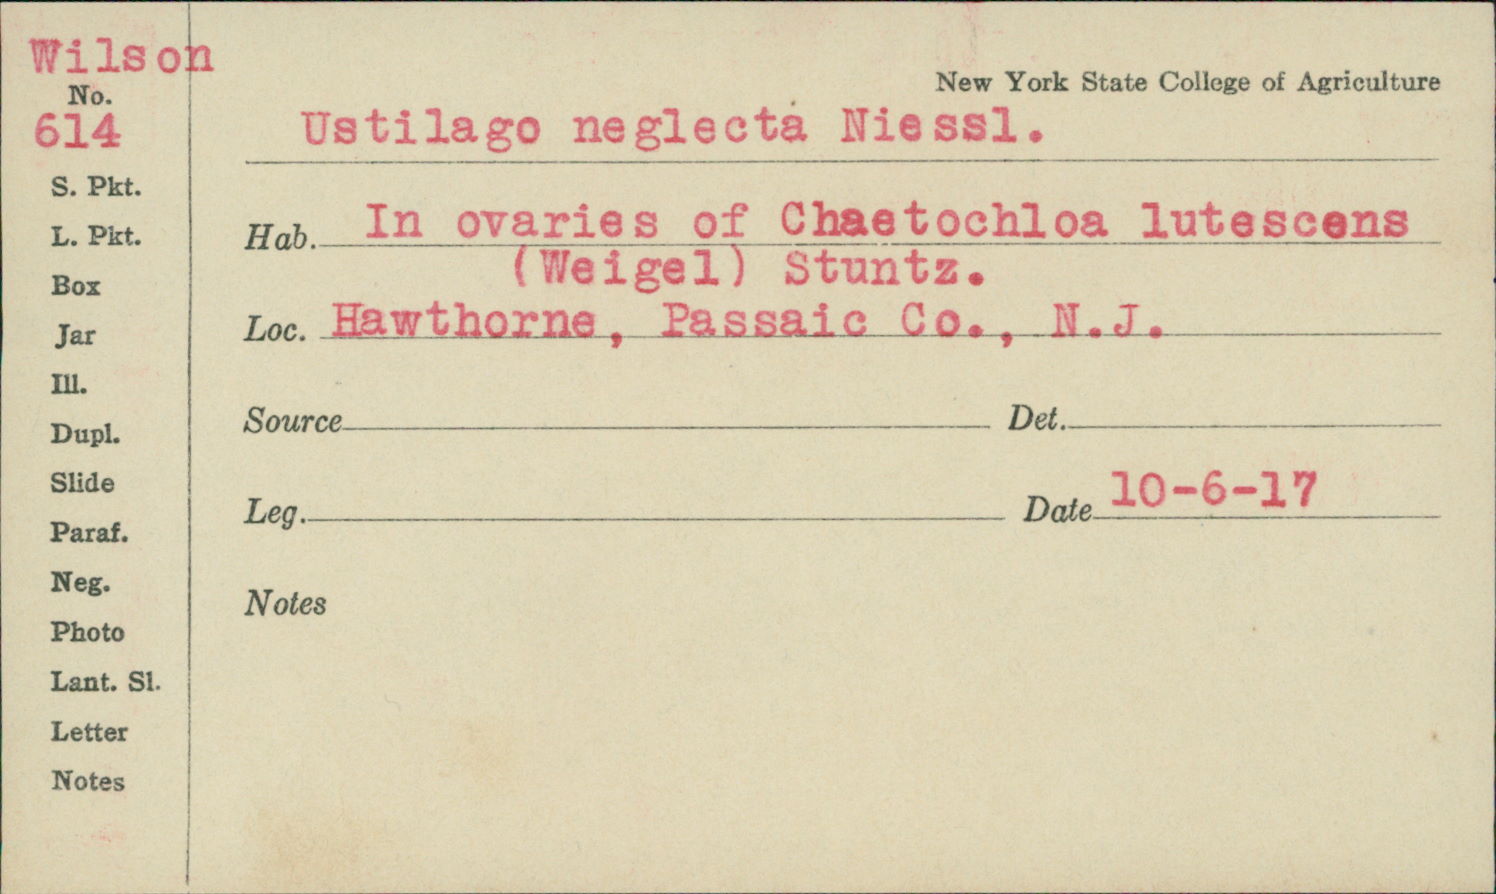 Wilson
No.
614
S. Pkt.
L. Pkt.
Box
Jar
Ill.
Dupl.
Slide
Paraf.
Neg.
Photo
Lant. Sl.
Letter
Notes
New York State College of Agriculture
Ustilago neglecta Niessl.
Hab. In ovaries of Chaetochloa lutescens
(Weigel) Stuntz.
Loc. Hawthorne, Passaic Co., N.J.
Source Det.
Leg. Date 10-6-17
Notes